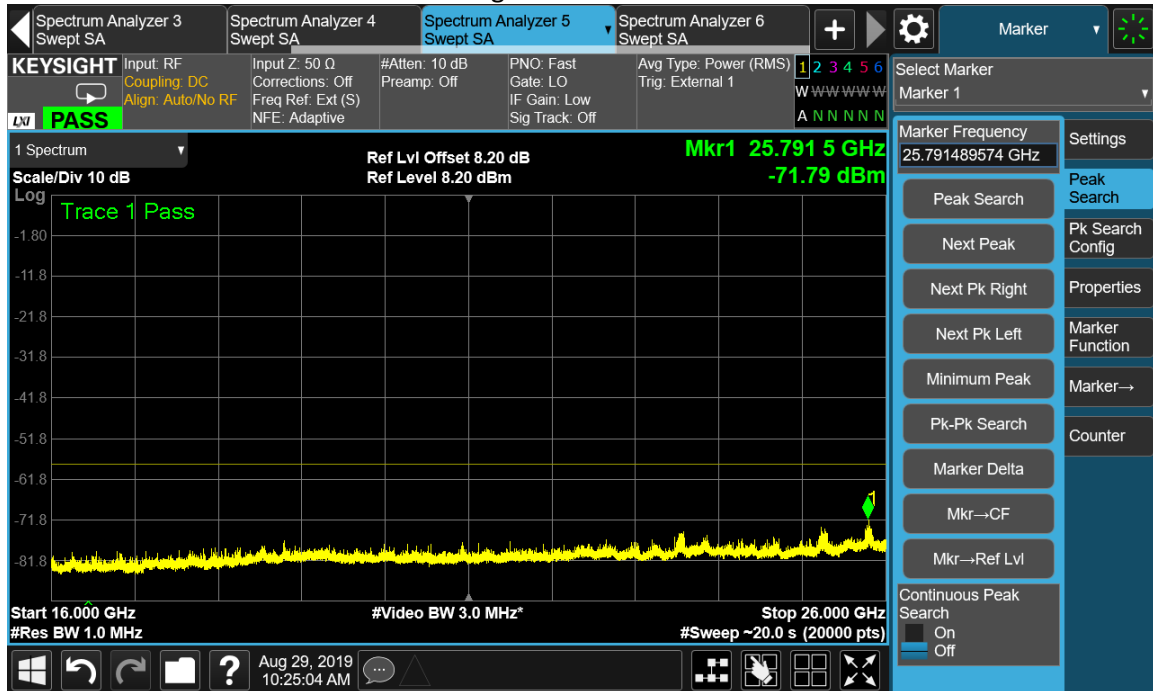 Spectrum Analyzer 3
Swept SA
Spectrum Analyzer 4
Swept SA
Spectrum Analyzer 5
Swept SA
Spectrum Analyzer 6
Swept SA
+
Marker
KEYSIGHT
LXI
PASS
Input: RF
Coupling: DC
Align: Auto/No RF
Input Z: 50 Ω
Corrections: Off
Freq Ref: Ext (S)
NFE: Adaptive
#Atten: 10 dB
Preamp: Off
PNO: Fast
Gate: LO
IF Gain: Low
Sig Track: Off
Avg Type: Power (RMS)
Trig: External 1
1 2 3 4 5 6
W W W W W W
A N N N N N
Select Marker
Marker 1
1 Spectrum
Scale/Div 10 dB
Ref Lvl Offset 8.20 dB
Ref Level 8.20 dBm
Mkr1 25.791 5 GHz
-71.79 dBm
Log
Trace 1 Pass
-1.80
-11.8
-21.8
-31.8
-41.8
-51.8
-61.8
-71.8
-81.8
1
Start 16.000 GHz
#Res BW 1.0 MHz
#Video BW 3.0 MHz*
Stop 26.000 GHz
#Sweep ~20.0 s (20000 pts)
Marker Frequency
25.791489574 GHz
Peak Search
Next Peak
Next Pk Right
Next Pk Left
Minimum Peak
Pk-Pk Search
Marker Delta
Mkr→CF
Mkr→Ref Lvl
Continuous Peak
Search
On
Off
Settings
Peak
Search
Pk Search
Config
Properties
Marker
Function
Marker→
Counter
?
Aug 29, 2019
10:25:04 AM